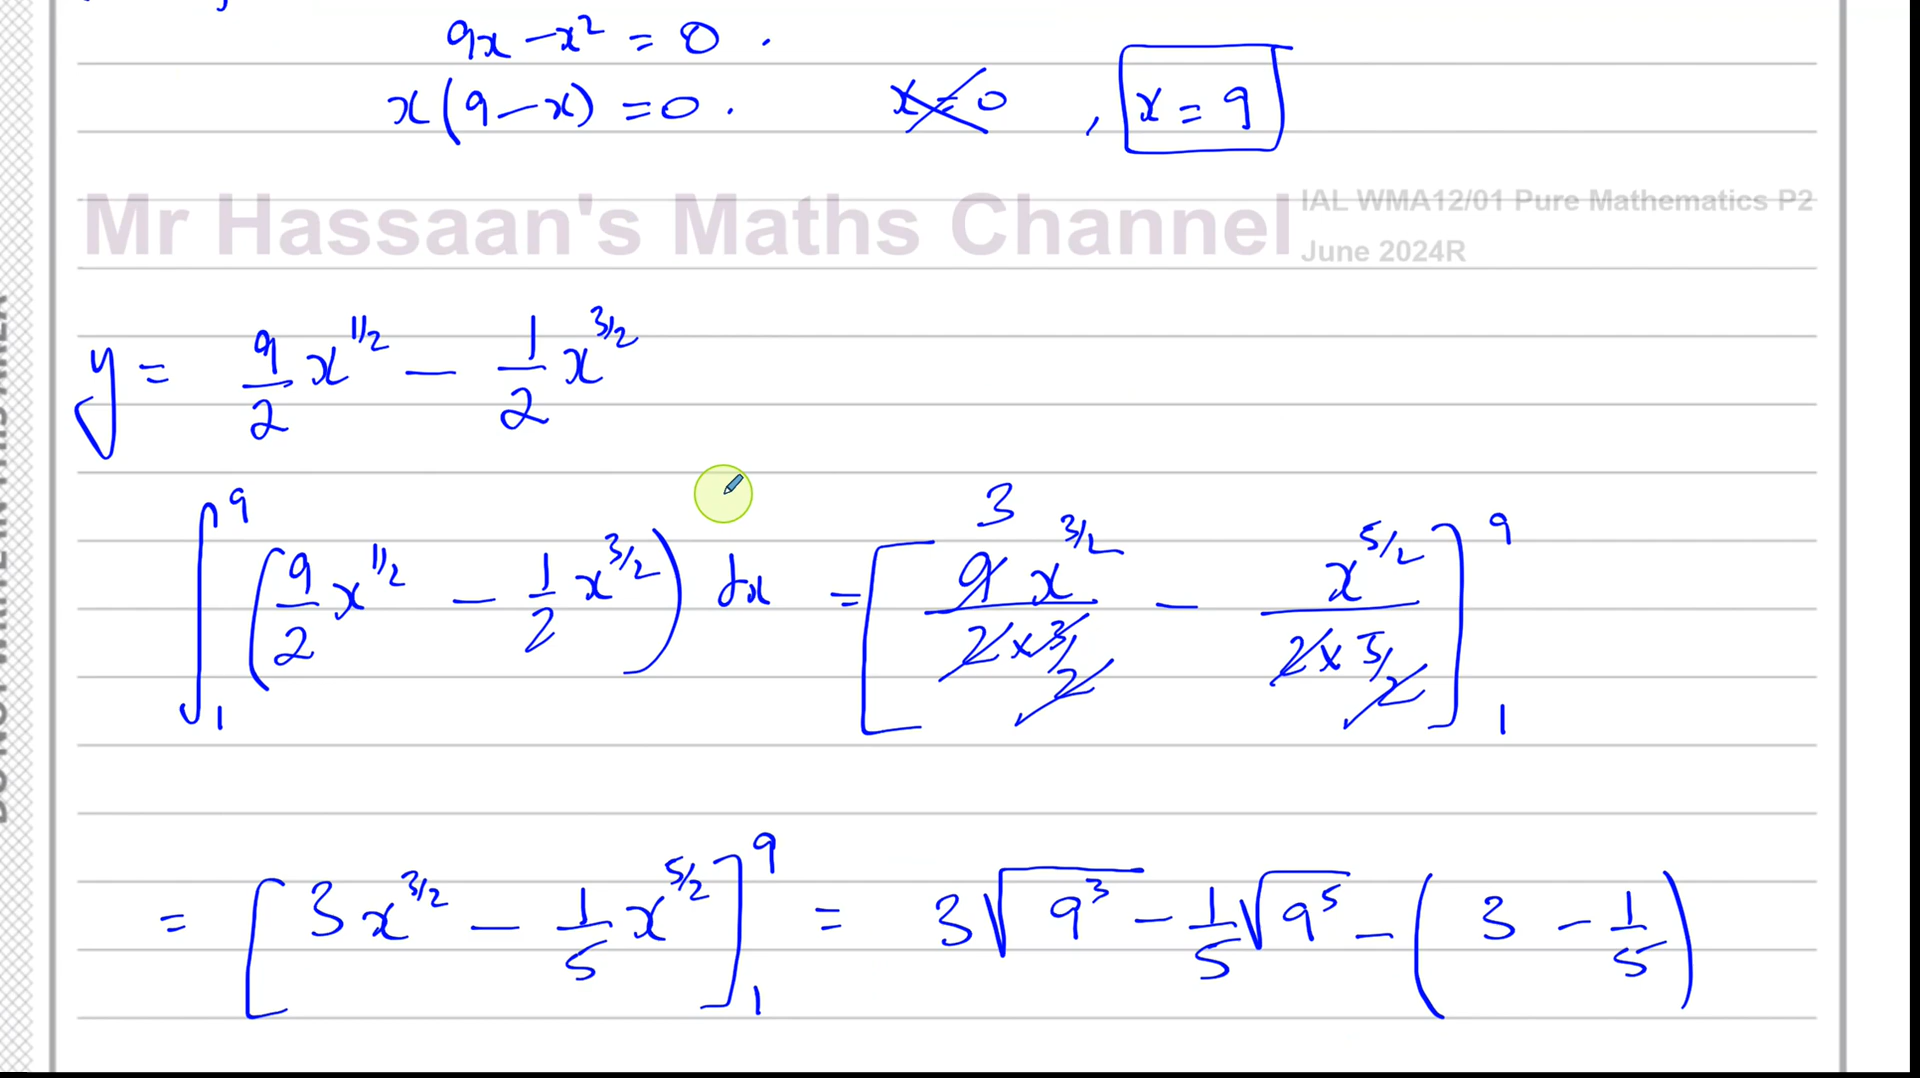 9x - x² = 0 .
x(9 - x) = 0 . x = 0 , x = 9
Mr Hassaan's Maths Channel IAL WMA12/01 Pure Mathematics P2
June 2024R
y = 9/2 x^1/2 - 1/2 x^3/2
∫₁⁹ (9/2 x^1/2 - 1/2 x^3/2) dx = [3 9x^3/2 / (2×3/2) - x^5/2 / (2×5/2)]₁⁹
= [3x^3/2 - 1/5 x^5/2]₁⁹ = 3√9³ - 1/5 √9⁵ - (3 - 1/5)